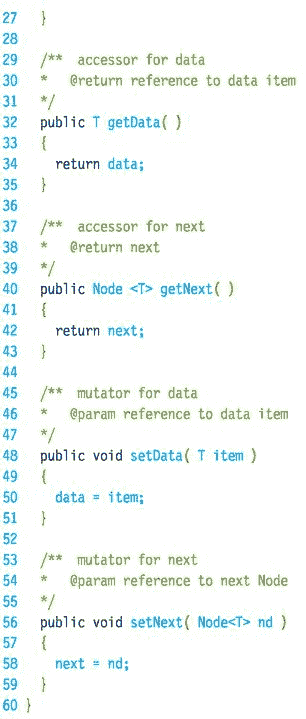 27 }
28
29 /** accessor for data
30 * @return reference to data item
31 */
32 public T getData( )
33 {
34 return data;
35 }
36
37 /** accessor for next
38 * @return next
39 */
40 public Node <T> getNext( )
41 {
42 return next;
43 }
44
45 /** mutator for data
46 * @param reference to data item
47 */
48 public void setData( T item )
49 {
50 data = item;
51 }
52
53 /** mutator for next
54 * @param reference to next Node
55 */
56 public void setNext( Node<T> nd )
57 {
58 next = nd;
59 }
60 }